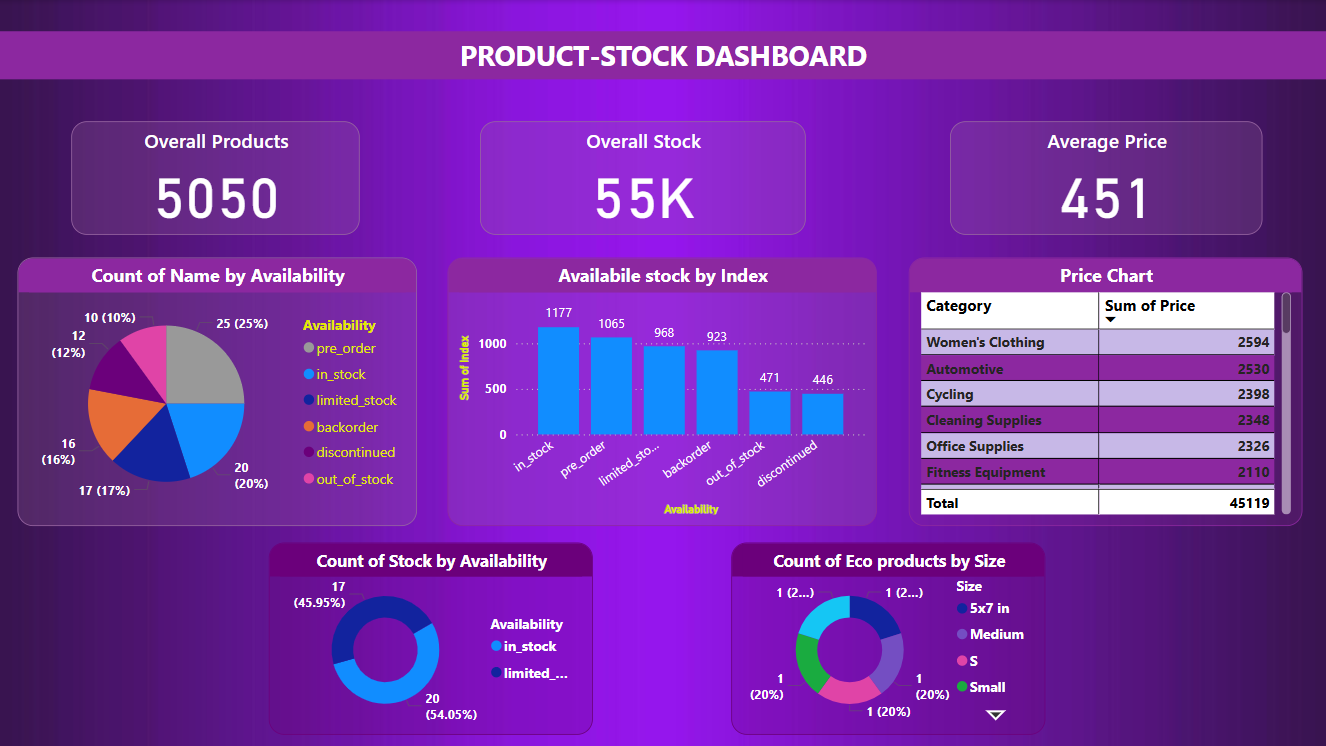 PRODUCT-STOCK DASHBOARD
Overall Products
5050
Overall Stock
55K
Average Price
451
Count of Name by Availability
25 (25%)
20
(20%)
17 (17%)
16
(16%)
12
(12%)
10 (10%)
Availability
pre_order
in_stock
limited_stock
backorder
discontinued
out_of_stock
Availabile stock by Index
Sum of Index
1000
500
0
1177
1065
968
923
471
446
in_stock
pre_order
limited_sto...
backorder
out_of_stock
discontinued
Availability
Price Chart
Category Sum of Price
Women's Clothing 2594
Automotive 2530
Cycling 2398
Cleaning Supplies 2348
Office Supplies 2326
Fitness Equipment 2110
Total 45119
Count of Stock by Availability
17
(45.95%)
20
(54.05%)
Availability
in_stock
limited_...
Count of Eco products by Size
1 (2...)
1 (2...)
1
(20%)
1
(20%)
1 (20%)
Size
5x7 in
Medium
S
Small